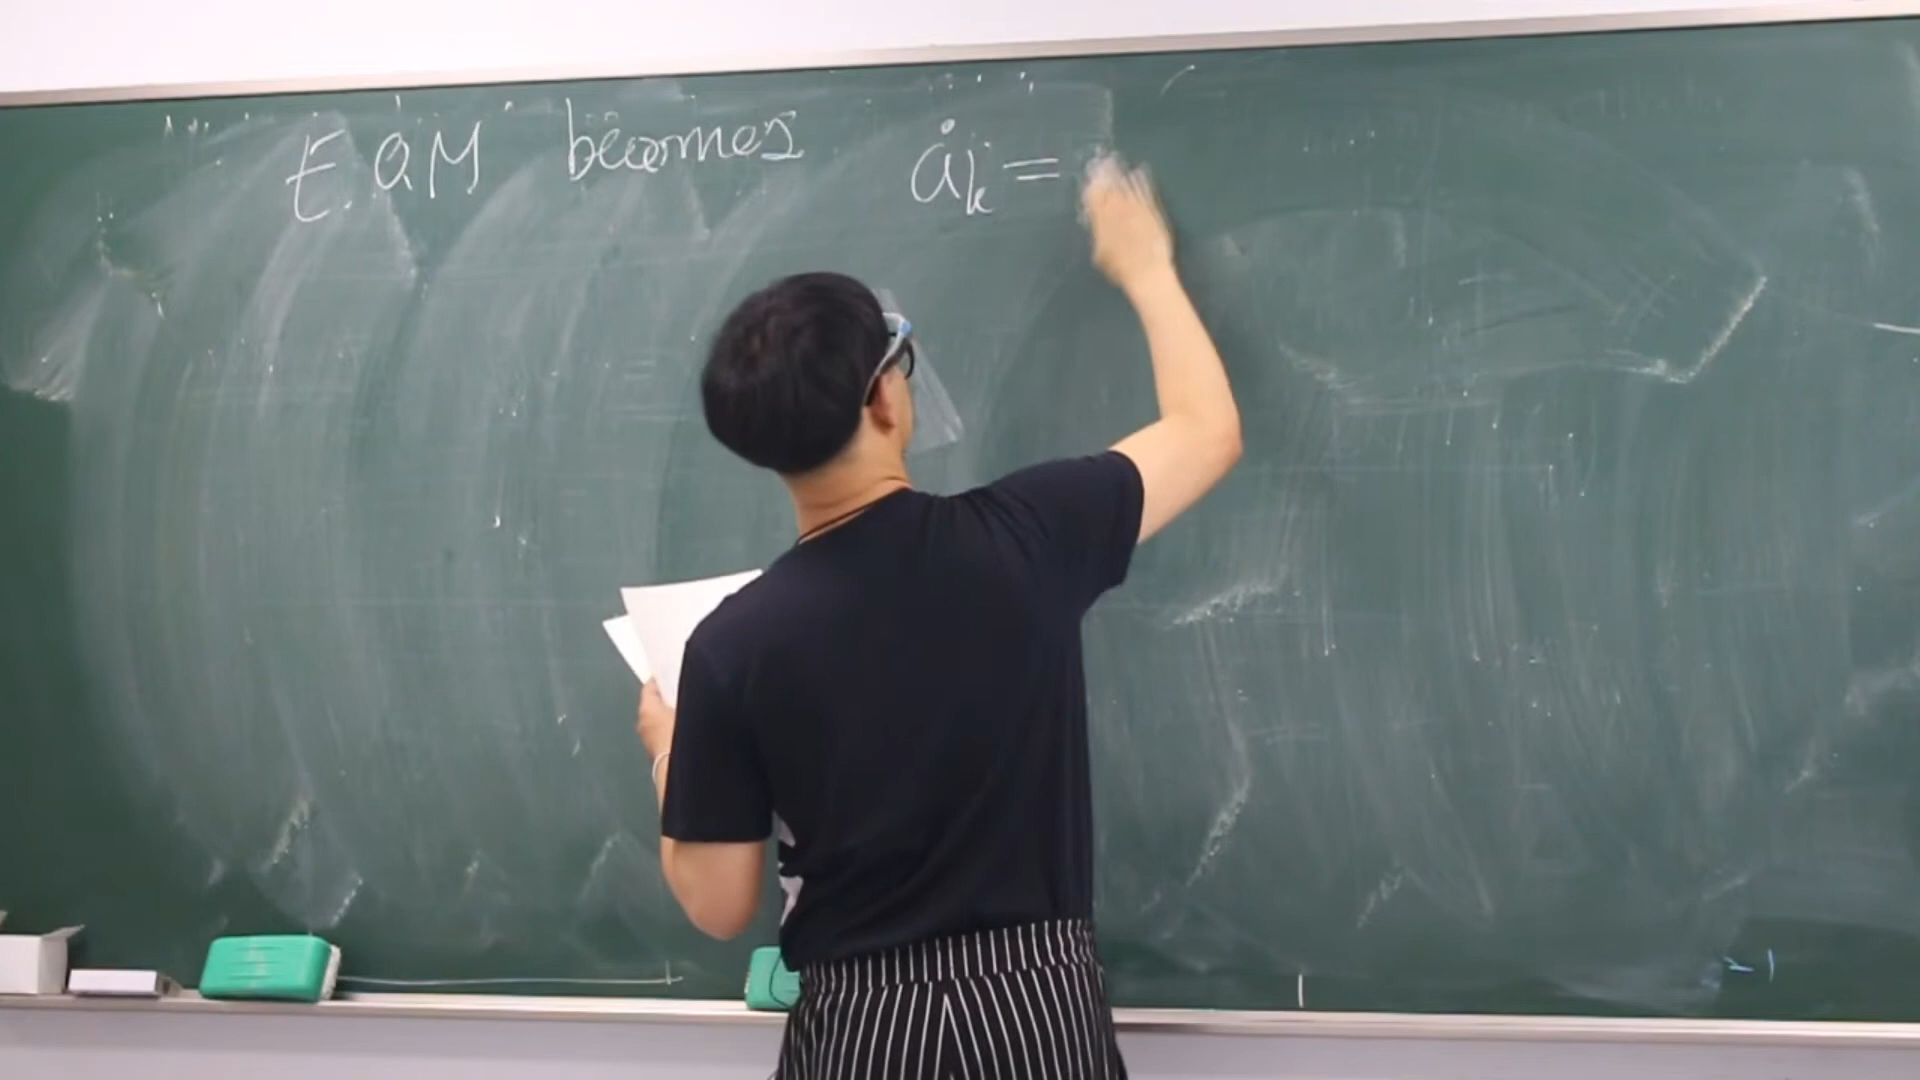 E.O.M becomes ȧₖ =